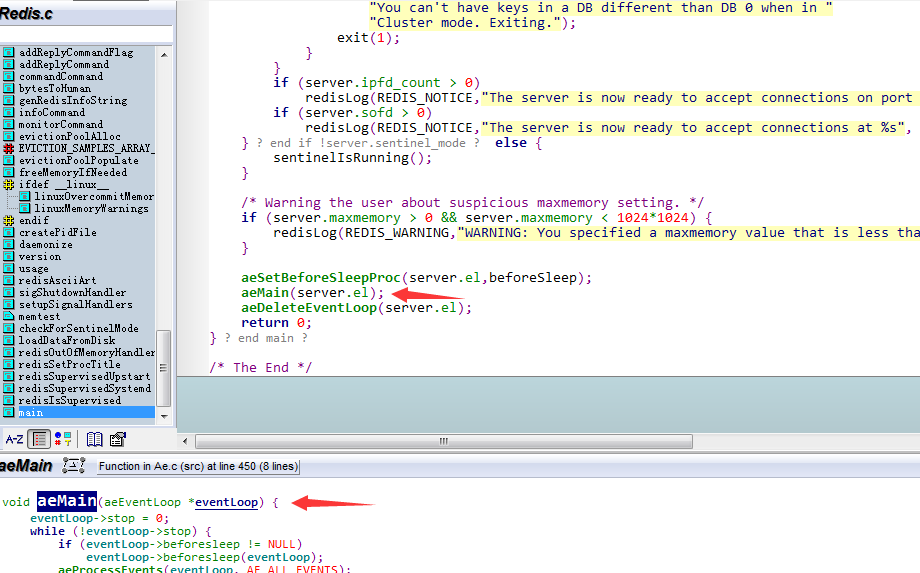 Redis.c
addReplyCommandFlag
addReplyCommand
commandCommand
bytesToHuman
genRedisInfoString
infoCommand
monitorCommand
evictionPoolAlloc
EVICTION_SAMPLES_ARRAY_
evictionPoolPopulate
freeMemoryIfNeeded
ifdef __linux__
linuxOvercommitMemor
linuxMemoryWarnings
endif
createPidFile
daemonize
version
usage
redisAsciiArt
sigShutdownHandler
setupSignalHandlers
memtest
checkForSentinelMode
loadDataFromDisk
redisOutOfMemoryHandler
redisSetProcTitle
redisSupervisedUpstart
redisSupervisedSystemd
redisIsSupervised
main
A-Z
"You can't have keys in a DB different than DB 0 when in "
"Cluster mode. Exiting.");
exit(1);
}
}
if (server.ipfd_count > 0)
redisLog(REDIS_NOTICE,"The server is now ready to accept connections on port
if (server.sofd > 0)
redisLog(REDIS_NOTICE,"The server is now ready to accept connections at %s",
} ? end if !server.sentinel_mode ? else {
sentinelIsRunning();
}
/* Warning the user about suspicious maxmemory setting. */
if (server.maxmemory > 0 && server.maxmemory < 1024*1024) {
redisLog(REDIS_WARNING,"WARNING: You specified a maxmemory value that is less tha
}
aeSetBeforeSleepProc(server.el,beforeSleep);
aeMain(server.el);
aeDeleteEventLoop(server.el);
return 0;
} ? end main ?
/* The End */
aeMain Function in Ae.c (src) at line 450 (8 lines)
void aeMain(aeEventLoop *eventLoop) {
eventLoop->stop = 0;
while (!eventLoop->stop) {
if (eventLoop->beforesleep != NULL)
eventLoop->beforesleep(eventLoop);
aeProcessEvents(eventLoop, AE_ALL_EVENTS);